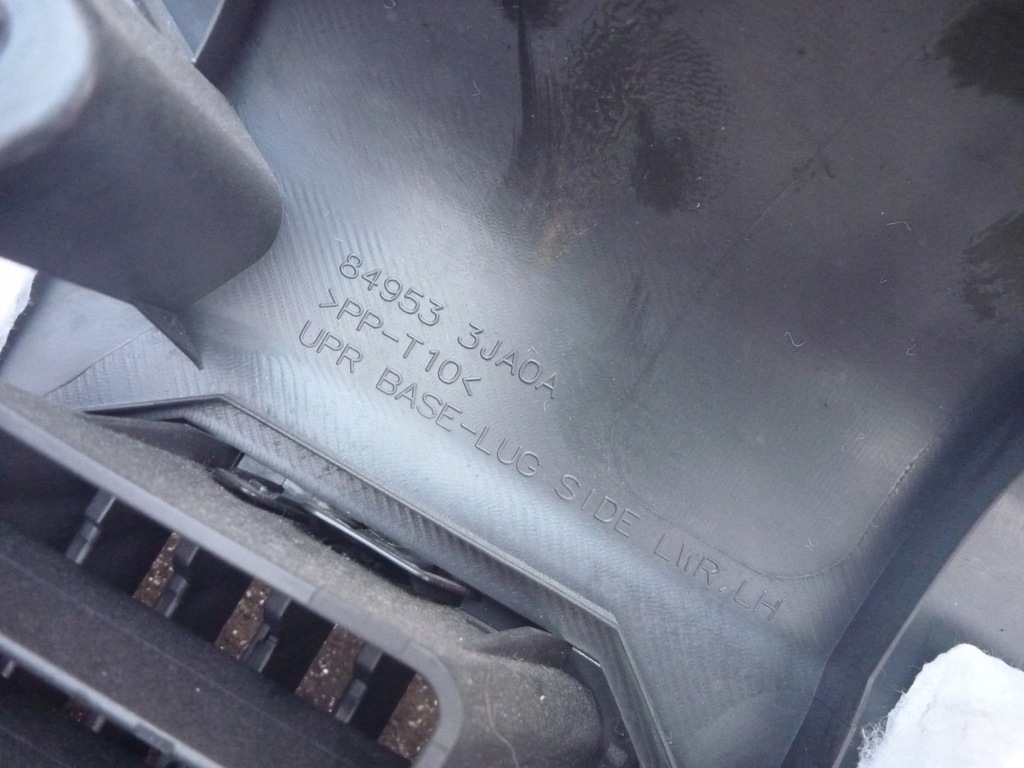 84953 3JA0A
>PP-T10<
UPR BASE-LUG SIDE LWR,LH